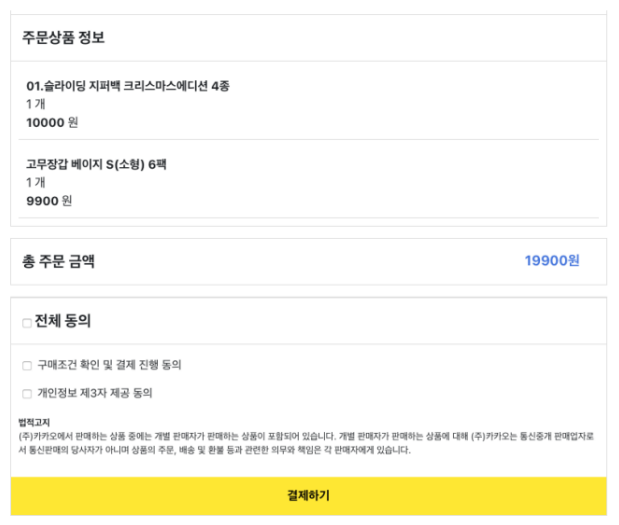 주문상품 정보
01.슬라이딩 지퍼백 크리스마스에디션 4종
1 개
10000 원
고무장갑 베이지 S(소형) 6팩
1 개
9900 원
총 주문 금액
19900원
전체 동의
구매조건 확인 및 결제 진행 동의
개인정보 제3자 제공 동의
법적고지
(주)카카오에서 판매하는 상품 중에는 개별 판매자가 판매하는 상품이 포함되어 있습니다. 개별 판매자가 판매하는 상품에 대해 (주)카카오는 통신중개 판매업자로
서 통신판매의 당사자가 아니며 상품의 주문, 배송 및 환불 등과 관련한 의무와 책임은 각 판매자에게 있습니다.
결제하기